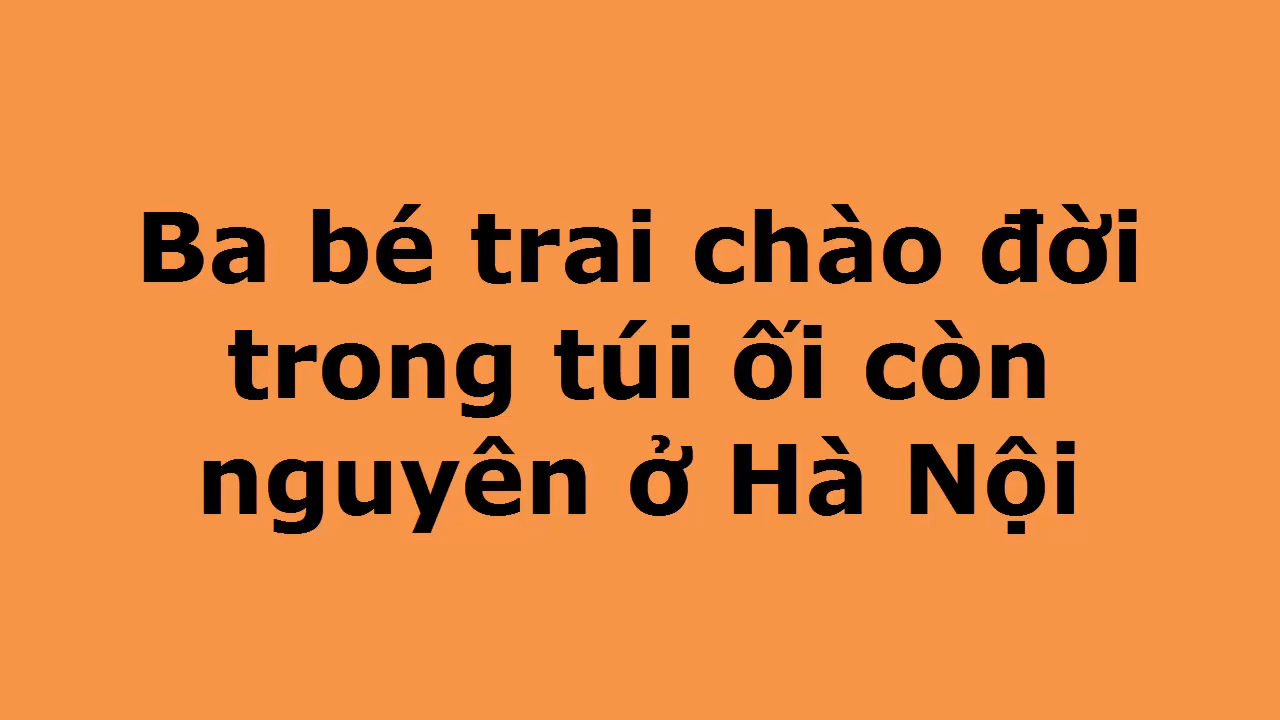 Ba bé trai chào đời
trong túi ối còn
nguyên ở Hà Nội